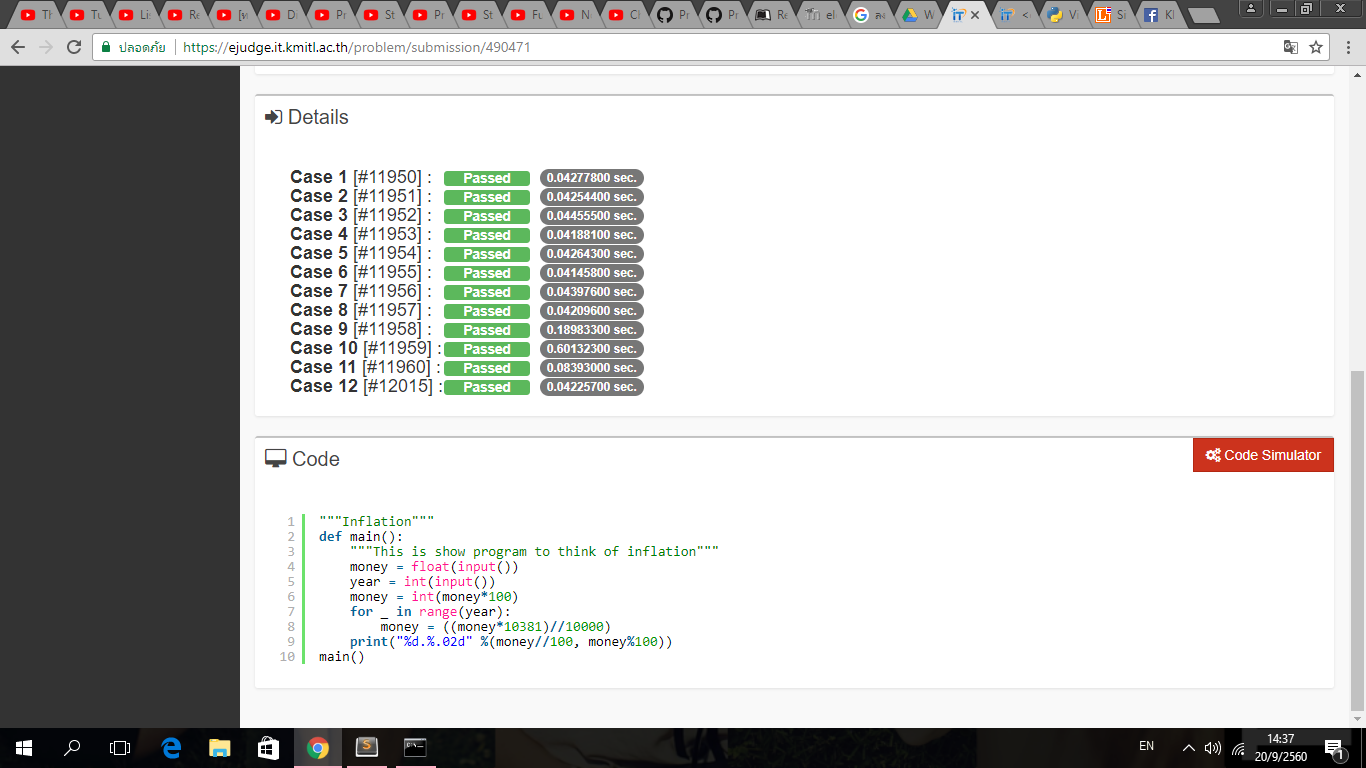 Th
Tu
Lis
Re
[ท
Di
Pr
St
Pr
St
Fu
N
Cl
Pr
Pr
Re
el
ลง
W
<
Vi
Si
Kl
ปลอดภัย
https://ejudge.it.kmitl.ac.th/problem/submission/490471
Details
Case 1 [#11950] : Passed 0.04277800 sec.
Case 2 [#11951] : Passed 0.04254400 sec.
Case 3 [#11952] : Passed 0.04455500 sec.
Case 4 [#11953] : Passed 0.04188100 sec.
Case 5 [#11954] : Passed 0.04264300 sec.
Case 6 [#11955] : Passed 0.04145800 sec.
Case 7 [#11956] : Passed 0.04397600 sec.
Case 8 [#11957] : Passed 0.04209600 sec.
Case 9 [#11958] : Passed 0.18983300 sec.
Case 10 [#11959] : Passed 0.60132300 sec.
Case 11 [#11960] : Passed 0.08393000 sec.
Case 12 [#12015] : Passed 0.04225700 sec.
Code
Code Simulator
1 """Inflation"""
2 def main():
3 """This is show program to think of inflation"""
4 money = float(input())
5 year = int(input())
6 money = int(money*100)
7 for _ in range(year):
8 money = ((money*10381)//10000)
9 print("%d.%.02d" %(money//100, money%100))
10 main()
EN
14:37
20/9/2560
1